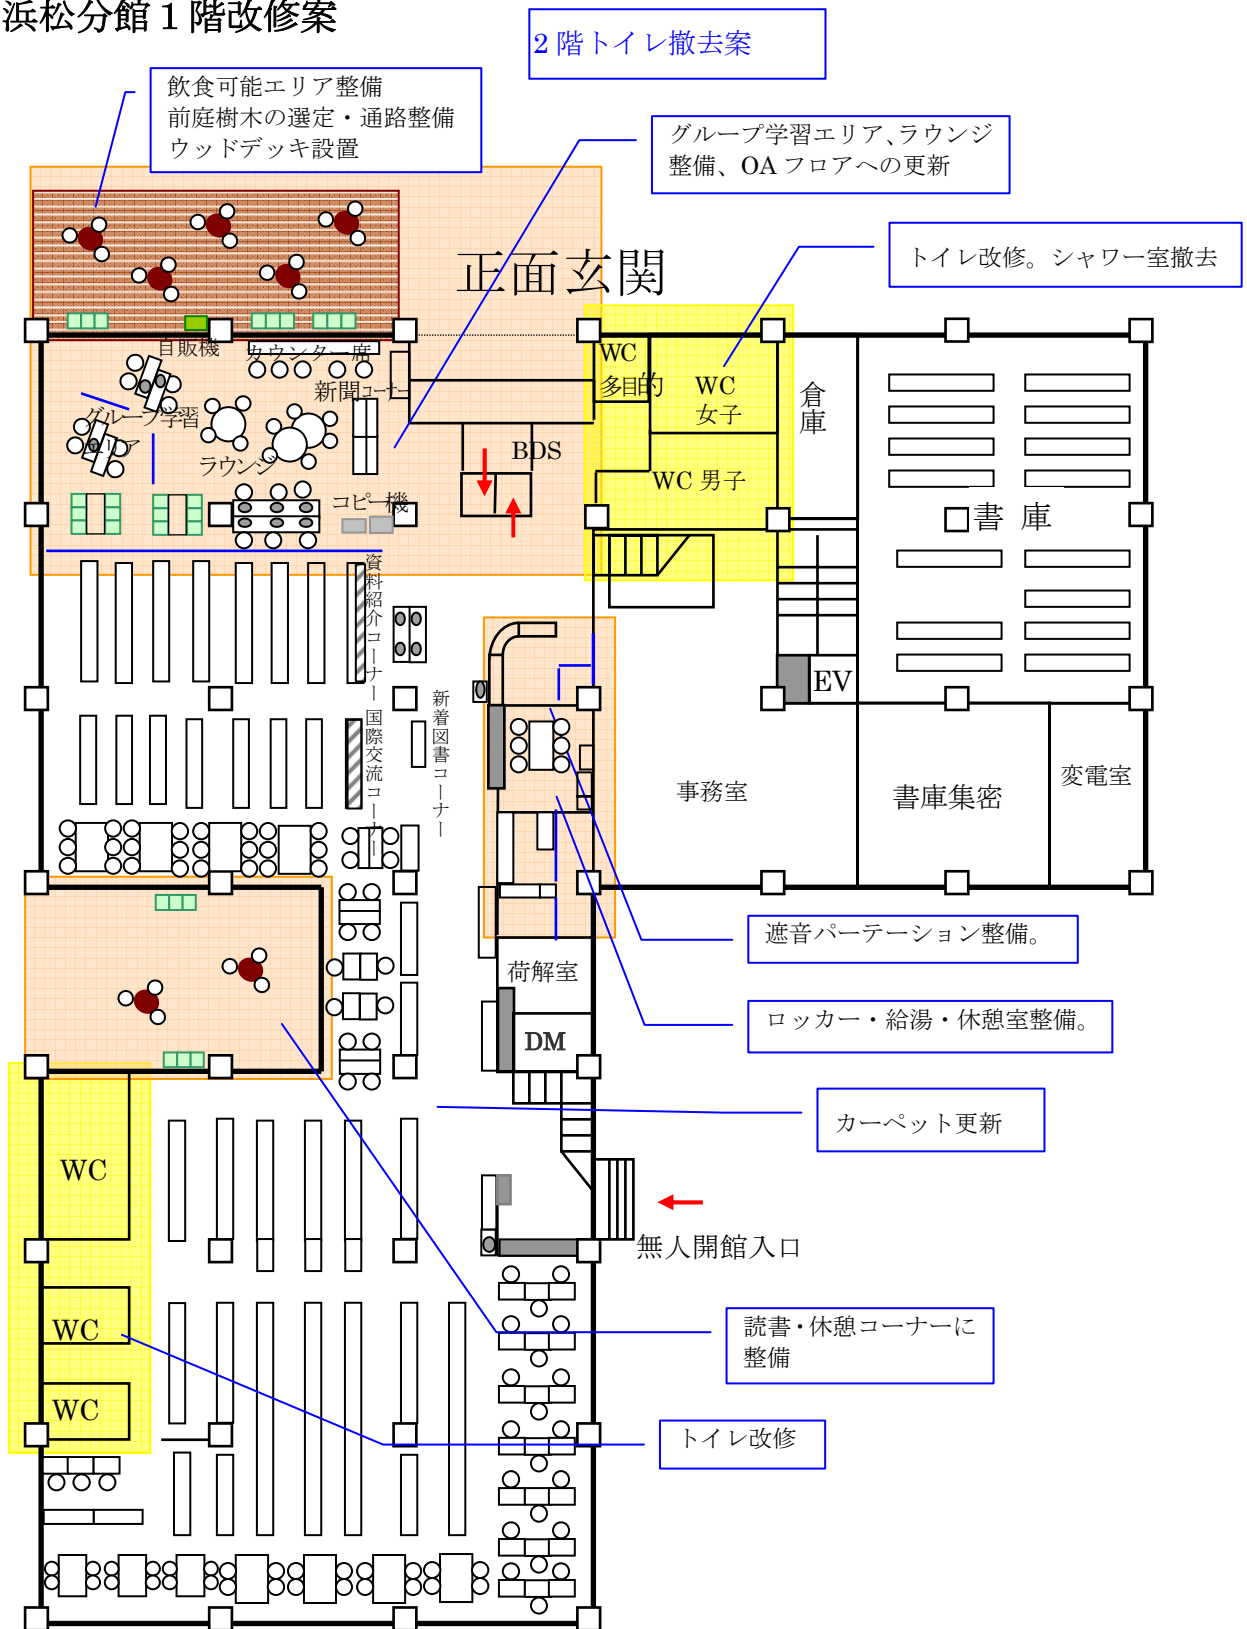 浜松分館１階改修案
2階トイレ撤去案
飲食可能エリア整備
前庭樹木の選定・通路整備
ウッドデッキ設置
グループ学習エリア、ラウンジ
整備、OAフロアへの更新
トイレ改修。シャワー室撤去
正面玄関
自販機
カウンター席
新聞コーナー
グループ学習
エリア
ラウンジ
コピー機
BDS
WC
多目的
WC
女子
WC 男子
倉庫
書 庫
資料紹介コーナー
国際交流コーナー
新着図書コーナー
EV
事務室
書庫集密
変電室
遮音パーテーション整備。
荷解室
ロッカー・給湯・休憩室整備。
DM
カーペット更新
WC
無人開館入口
WC
読書・休憩コーナーに
整備
WC
トイレ改修